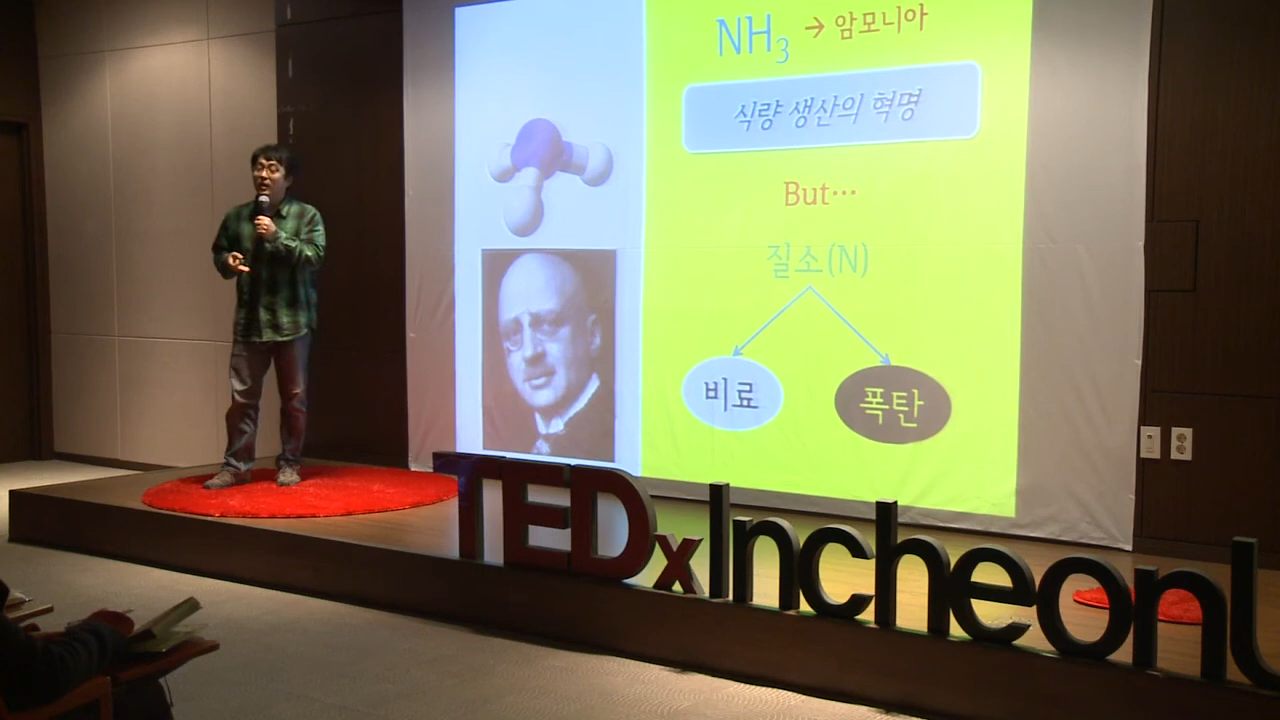 NH₃ → 암모니아
식량 생산의 혁명
But…
질소(N)
비료
폭탄
TEDxIncheonU